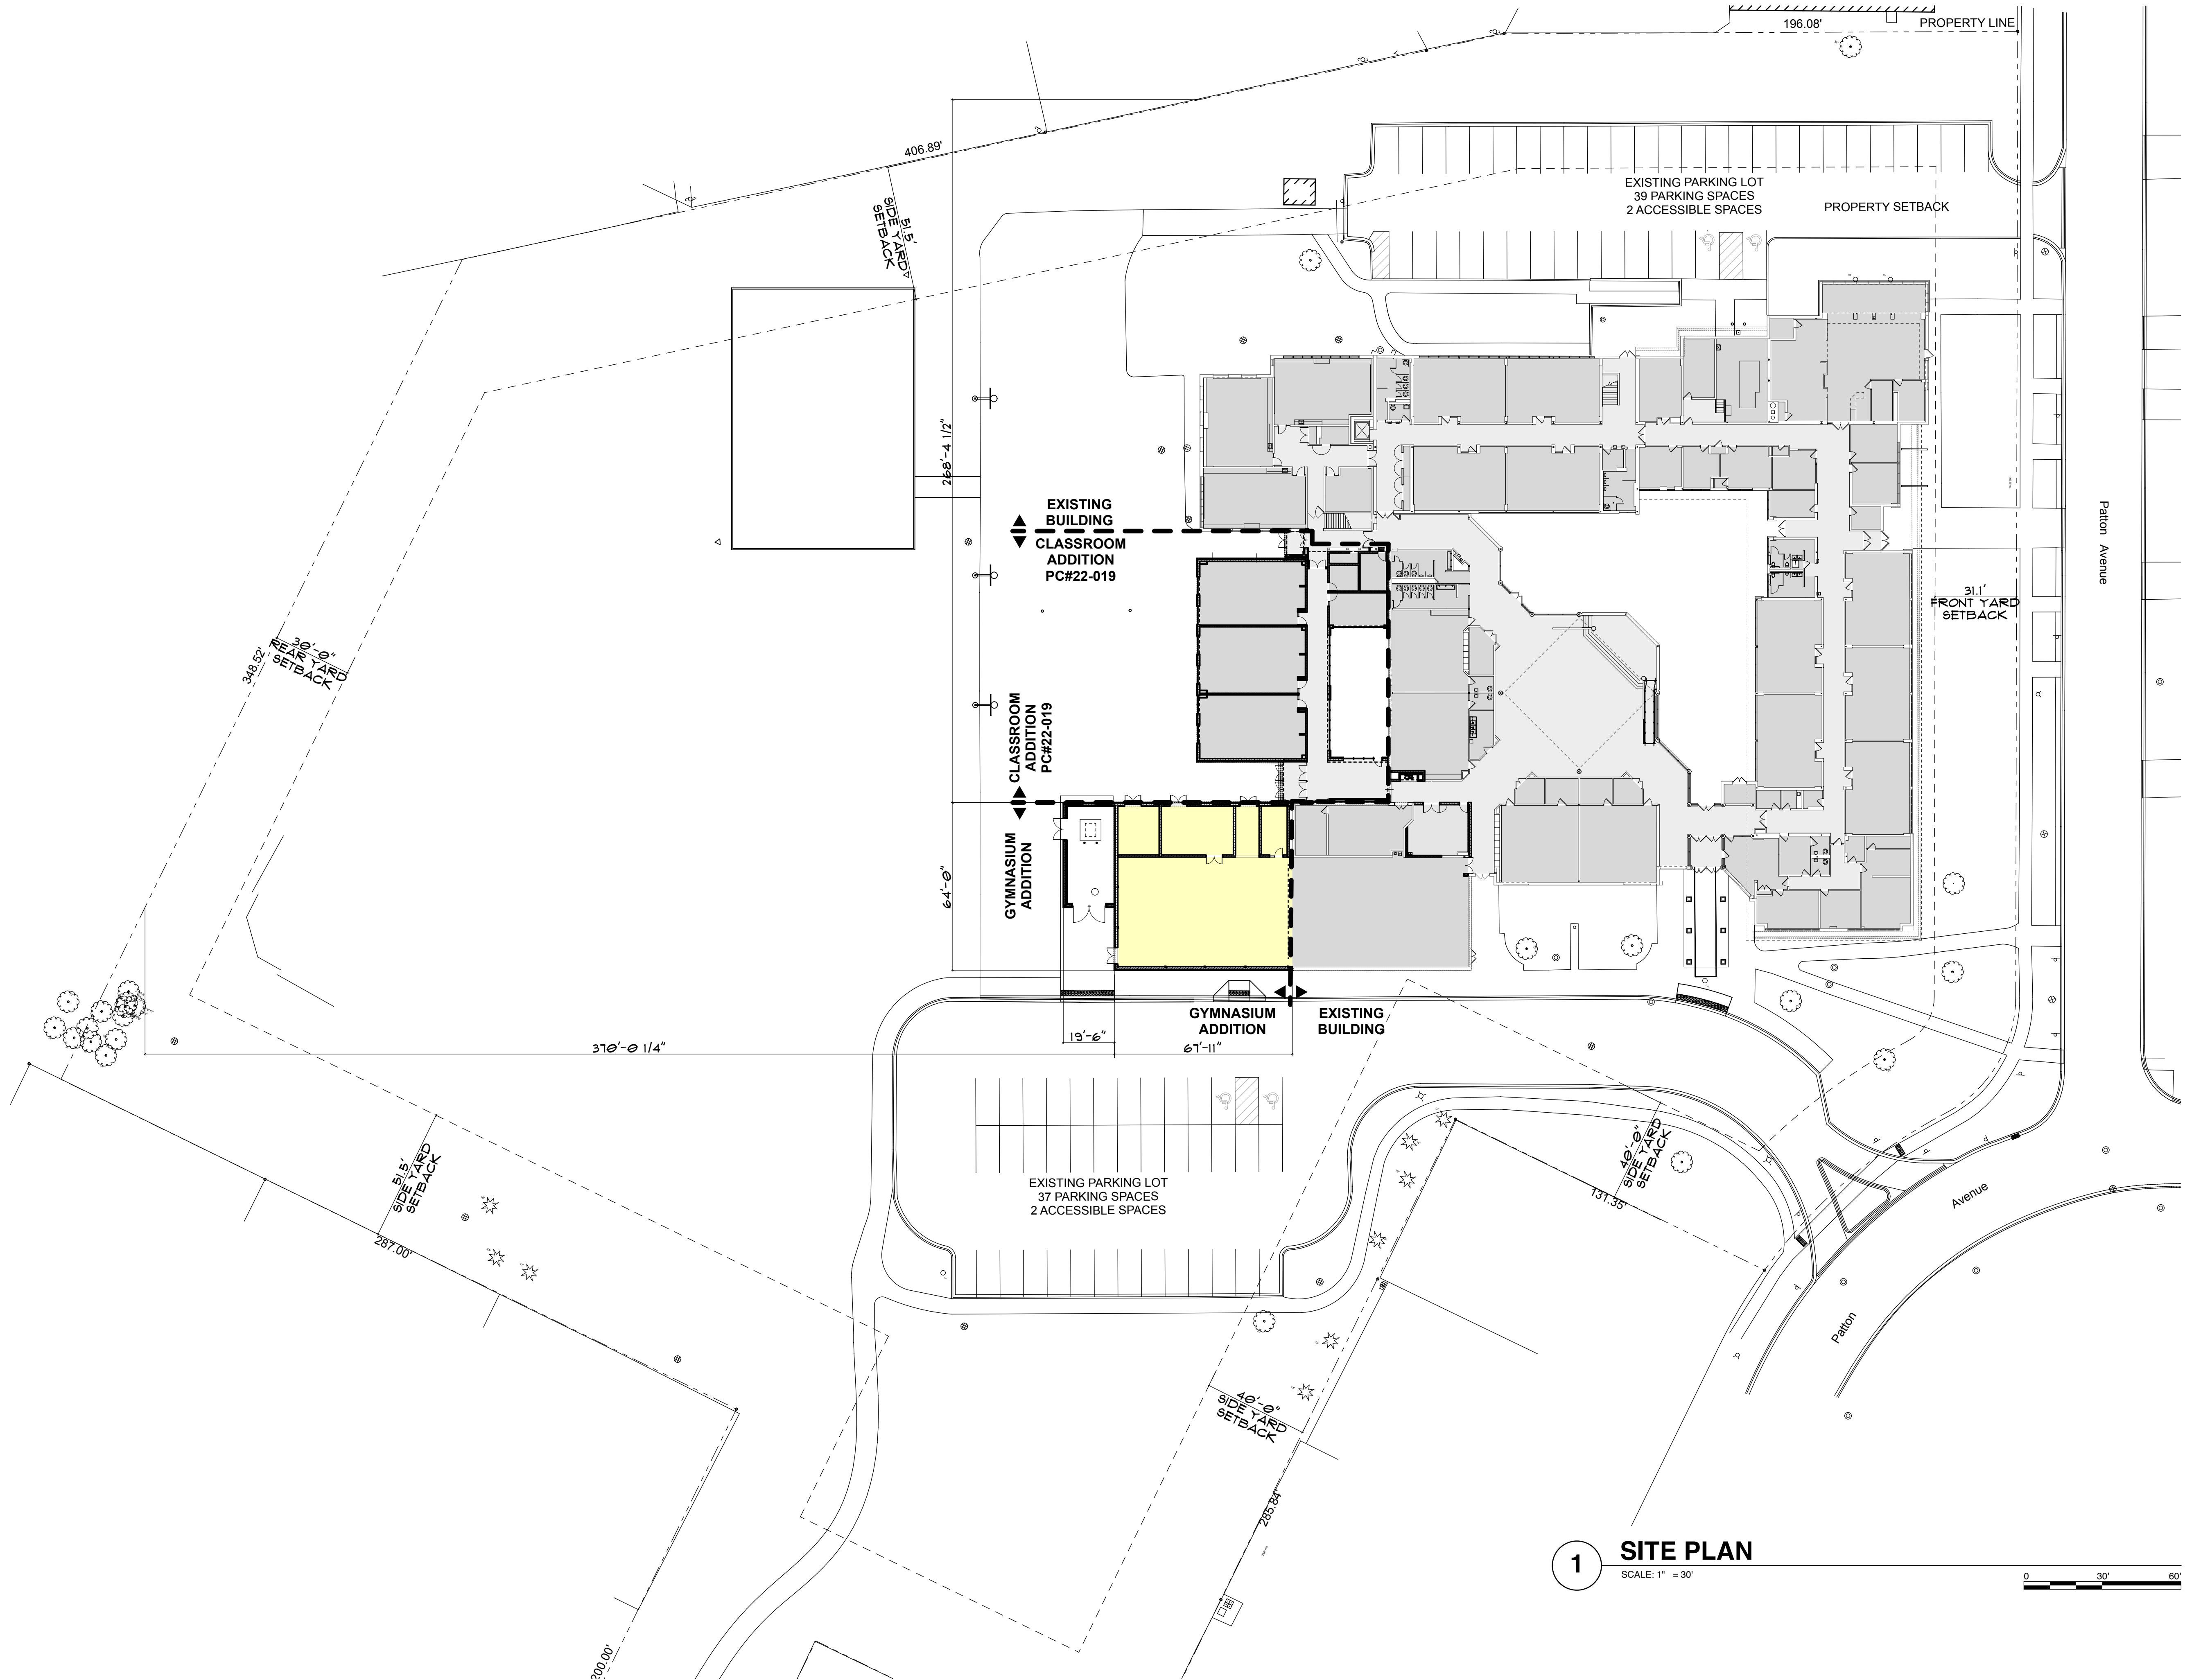 196.08'
PROPERTY LINE
406.89'
51.5'
SIDE YARD
SETBACK
EXISTING PARKING LOT
39 PARKING SPACES
2 ACCESSIBLE SPACES
PROPERTY SETBACK
268'-4 1/2"
EXISTING
BUILDING
CLASSROOM
ADDITION
PC#22-019
Patton Avenue
31.1'
FRONT YARD
SETBACK
30'-0"
REAR YARD
SETBACK
348.52'
CLASSROOM
ADDITION
PC#22-019
GYMNASIUM
ADDITION
64'-0"
GYMNASIUM
ADDITION
EXISTING
BUILDING
370'-0 1/4"
19'-6"
67'-11"
51.5'
SIDE YARD
SETBACK
287.00'
EXISTING PARKING LOT
37 PARKING SPACES
2 ACCESSIBLE SPACES
40'-0"
SIDE YARD
SETBACK
131.35'
Patton
Avenue
40'-0"
SIDE YARD
SETBACK
285.84'
200.00'
1
SITE PLAN
SCALE: 1" = 30'
0 30' 60'